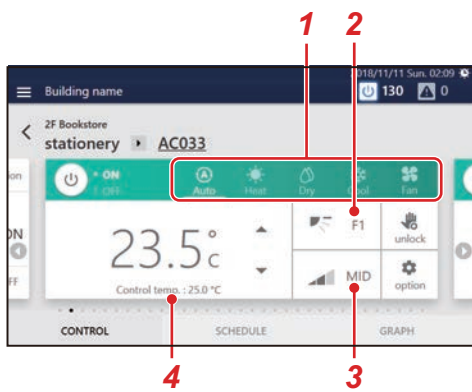 1 2
2018/11/11 Sun. 02:09
Building name 130 0
2F Bookstore
stationery AC033
ON
OFF
Auto Heat Dry Cool Fan
F1 unlock
23.5°c
MID option
Control temp. : 25.0 °C
CONTROL SCHEDULE GRAPH
4 3